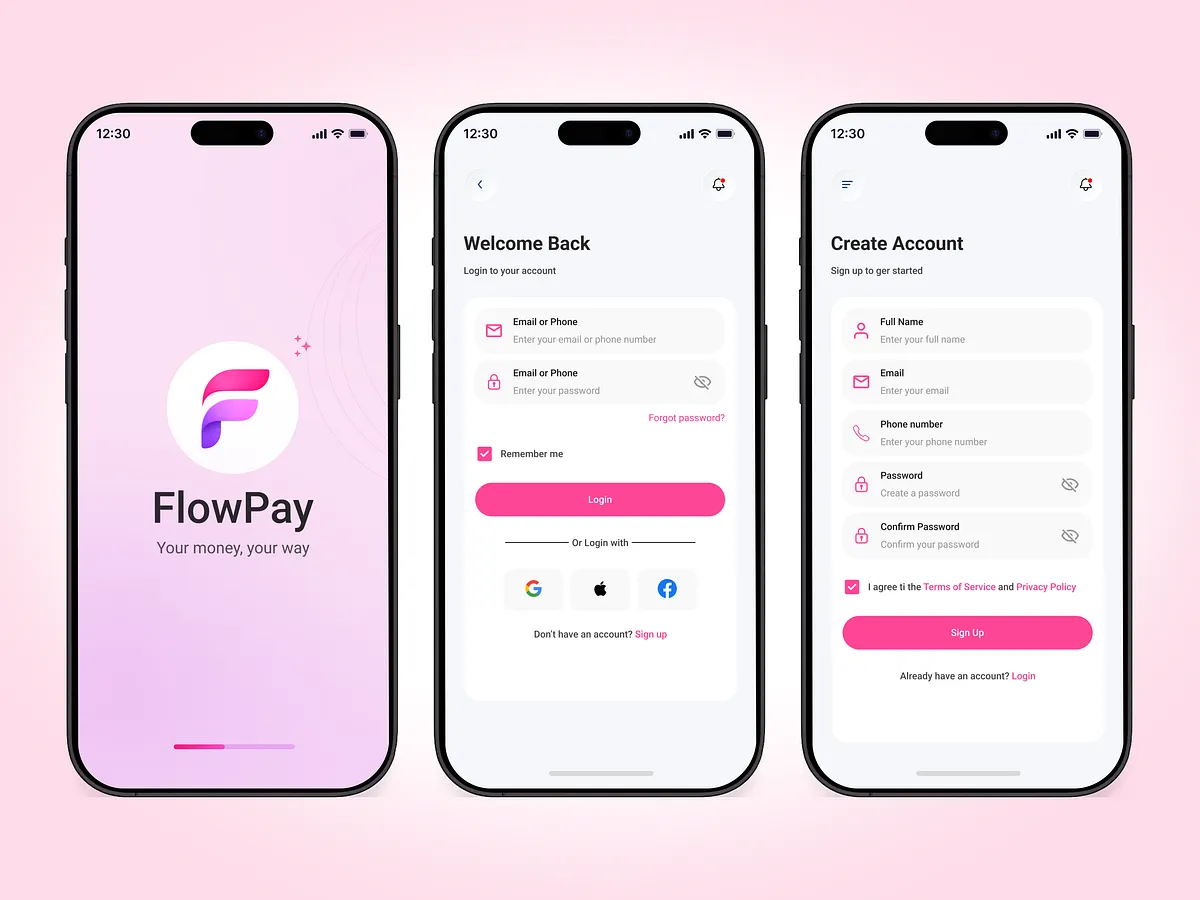 12:30
FlowPay
Your money, your way
12:30
Welcome Back
Login to your account
Email or Phone
Enter your email or phone number
Email or Phone
Enter your password
Forgot password?
Remember me
Login
Or Login with
Don't have an account? Sign up
12:30
Create Account
Sign up to ger started
Full Name
Enter your full name
Email
Enter your email
Phone number
Enter your phone number
Password
Create a password
Confirm Password
Confirm your password
I agree ti the Terms of Service and Privacy Policy
Sign Up
Already have an account? Login